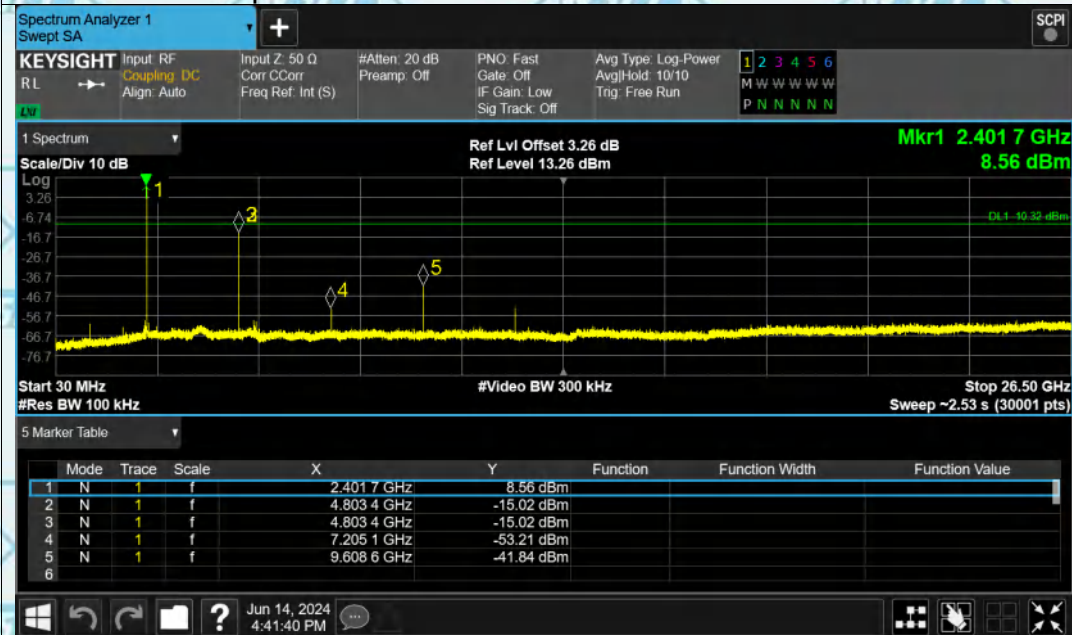 Spectrum Analyzer 1
Swept SA
+
SCPI
KEYSIGHT Input: RF Input Z: 50 Ω #Atten: 20 dB PNO: Fast Avg Type: Log-Power 1 2 3 4 5 6
RL Coupling: DC Corr CCorr Preamp: Off Gate: Off Avg|Hold: 10/10 M W W W W W
Align: Auto Freq Ref: Int (S) IF Gain: Low Trig: Free Run
LXI Sig Track: Off P N N N N N
1 Spectrum Ref Lvl Offset 3.26 dB Mkr1 2.401 7 GHz
Scale/Div 10 dB Ref Level 13.26 dBm 8.56 dBm
Log
1
3.26
-6.74 3 DL1 -10.32 dBm
-16.7
-26.7
-36.7 5
-46.7 4
-56.7
-66.7
-76.7
Start 30 MHz #Video BW 300 kHz Stop 26.50 GHz
#Res BW 100 kHz Sweep ~2.53 s (30001 pts)
5 Marker Table
Mode Trace Scale X Y Function Function Width Function Value
1 N 1 f 2.401 7 GHz 8.56 dBm
2 N 1 f 4.803 4 GHz -15.02 dBm
3 N 1 f 4.803 4 GHz -15.02 dBm
4 N 1 f 7.205 1 GHz -53.21 dBm
5 N 1 f 9.608 6 GHz -41.84 dBm
6
? Jun 14, 2024
4:41:40 PM